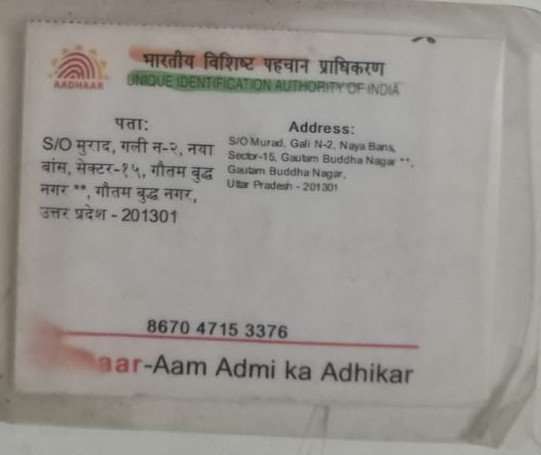 भारतीय विशिष्ट पहचान प्राधिकरण
AADHAAR
UNIQUE IDENTIFICATION AUTHORITY OF INDIA
पता:
S/O मुराद, गली न-२, नया
बांस, सेक्टर-१५, गौतम बुद्ध
नगर **, गौतम बुद्ध नगर,
उत्तर प्रदेश - 201301
Address:
S/O Murad, Gali N-2, Naya Bans,
Sector-15, Gautam Buddha Nagar **,
Gautam Buddha Nagar,
Uttar Pradesh - 201301
8670 4715 3376
aar-Aam Admi ka Adhikar